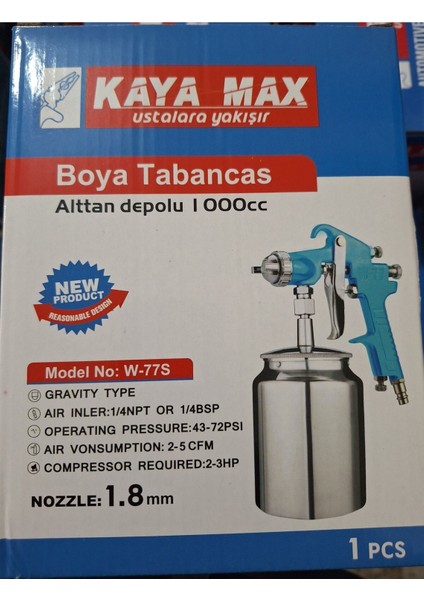 KAYA MAX
ustalara yakışır
Boya Tabancas
Alttan depolu 1000cc
NEW
PRODUCT
REASONABLE DESIGN
Model No: W-77S
GRAVITY TYPE
AIR INLER:1/4NPT OR 1/4BSP
OPERATING PRESSURE:43-72PSI
AIR VONSUMPTION: 2-5 CFM
COMPRESSOR REQUIRED:2-3HP
NOZZLE: 1.8mm
1 PCS
AUTOMOTIVE